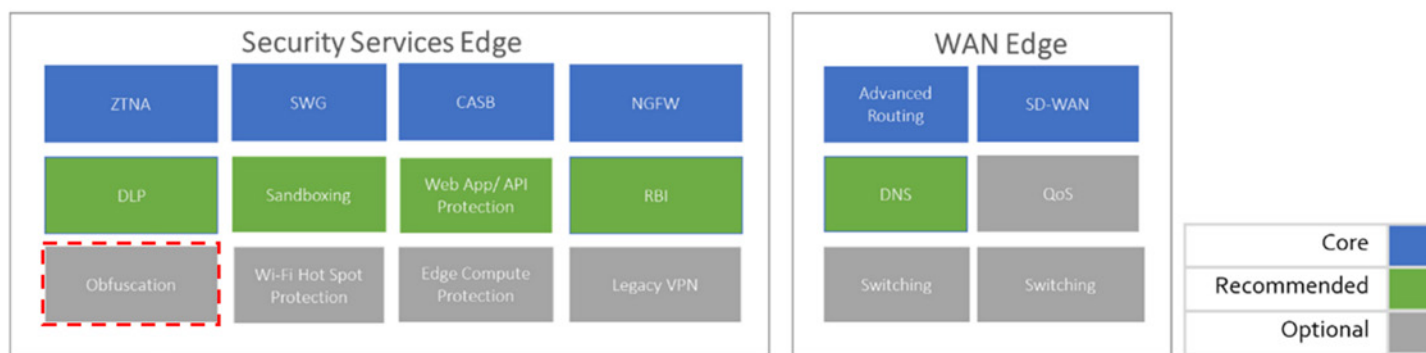 Security Services Edge
ZTNA
SWG
CASB
NGFW
DLP
Sandboxing
Web App/ API
Protection
RBI
Obfuscation
Wi-Fi Hot Spot
Protection
Edge Compute
Protection
Legacy VPN
WAN Edge
Advanced
Routing
SD-WAN
DNS
QoS
Switching
Switching
Core
Recommended
Optional